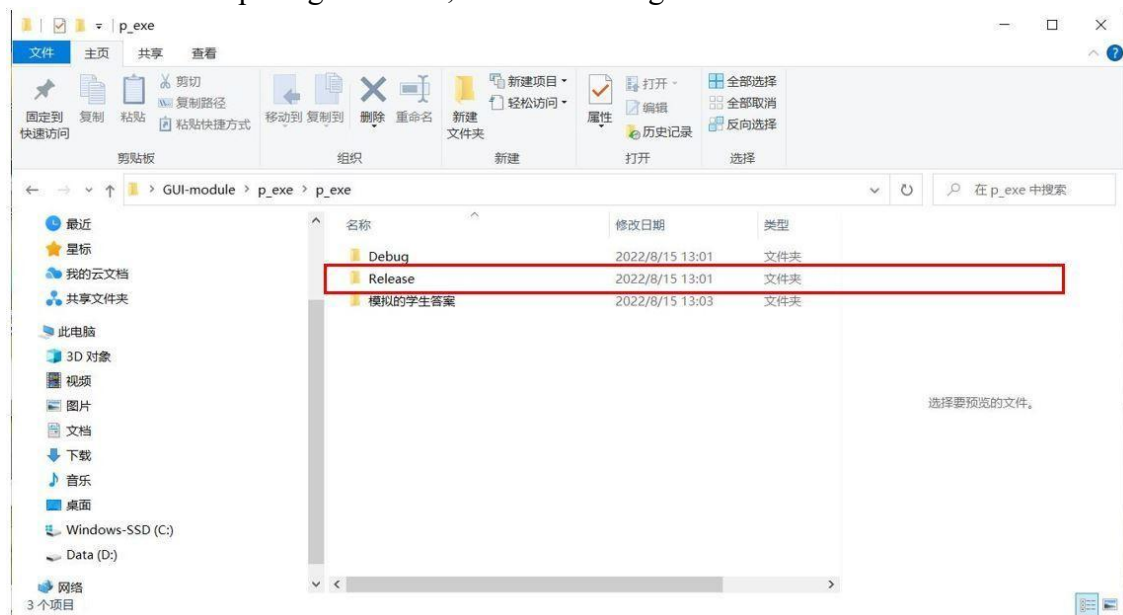 p_exe
文件 主页 共享 查看
固定到快速访问
复制
粘贴
剪切
复制路径
粘贴快捷方式
剪贴板
移动到
复制到
删除
重命名
组织
新建文件夹
新建项目
轻松访问
新建
属性
打开
编辑
历史记录
打开
全部选择
全部取消
反向选择
选择
GUI-module > p_exe > p_exe
在 p_exe 中搜索
名称 修改日期 类型
Debug 2022/8/15 13:01 文件夹
Release 2022/8/15 13:01 文件夹
模拟的学生答案 2022/8/15 13:03 文件夹
最近
星标
我的云文档
共享文件夹
此电脑
3D 对象
视频
图片
文档
下载
音乐
桌面
Windows-SSD (C:)
Data (D:)
网络
选择要预览的文件。
3 个项目